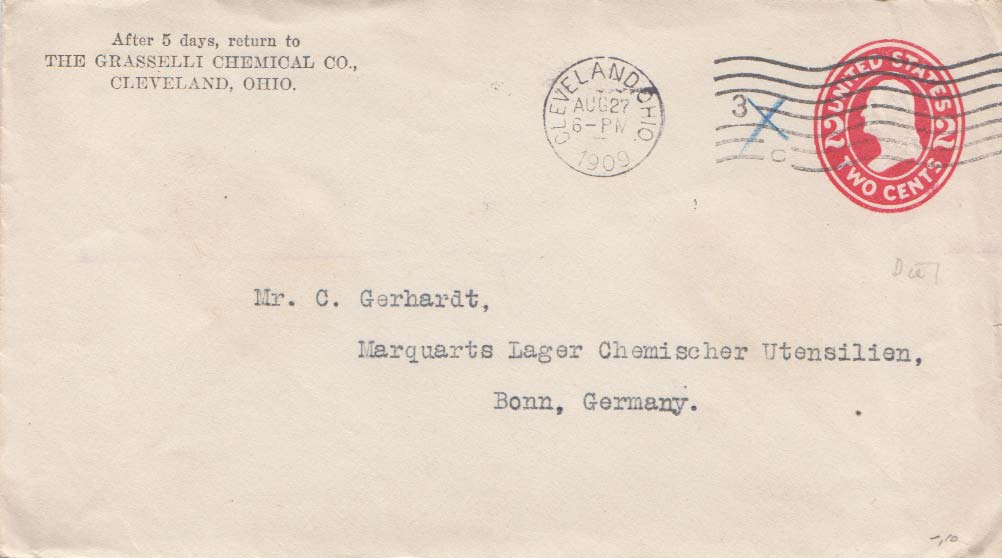 After 5 days, return to
THE GRASSELLI CHEMICAL CO.,
CLEVELAND, OHIO.
CLEVELAND, OHIO.
AUG 27
6-PM
1909
3
C
UNITED STATES
2 2
TWO CENTS
Mr. C. Gerhardt,
Marquarts Lager Chemischer Utensilien,
Bonn, Germany.
-,10